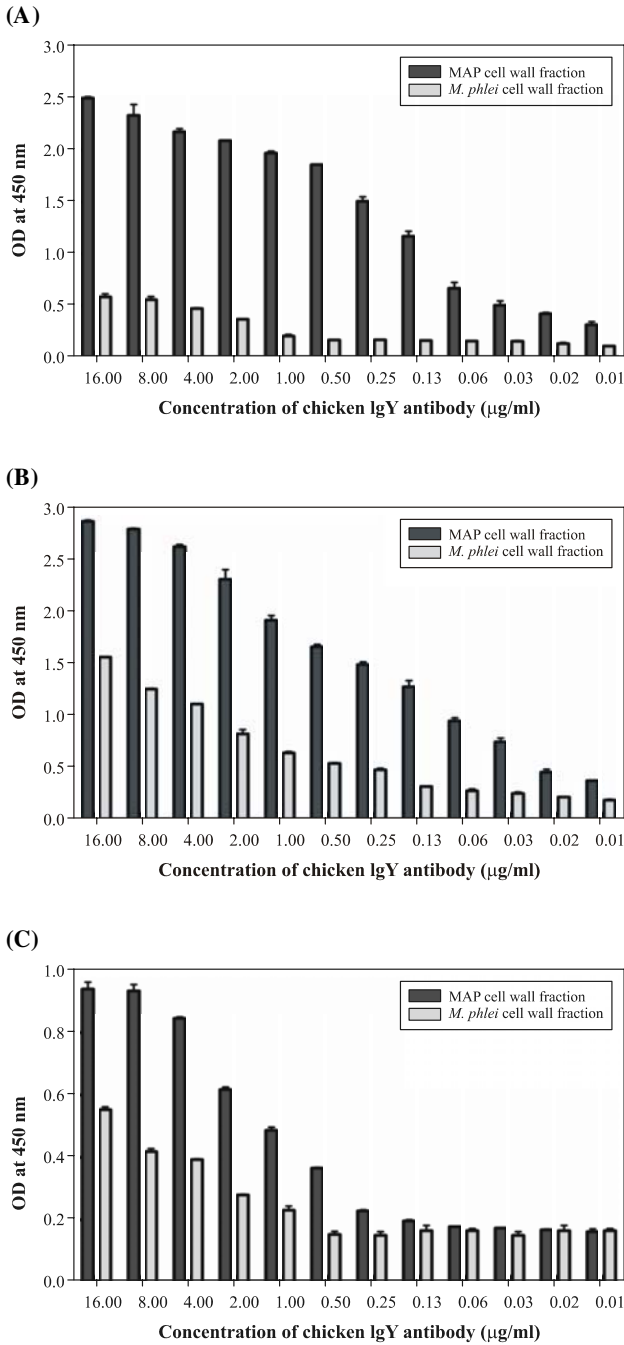 (A)
3.0
2.5
2.0
1.5
1.0
0.5
0.0
OD at 450 nm
MAP cell wall fraction
M. phlei cell wall fraction
16.00 8.00 4.00 2.00 1.00 0.50 0.25 0.13 0.06 0.03 0.02 0.01
Concentration of chicken lgY antibody (µg/ml)
(B)
3.0
2.5
2.0
1.5
1.0
0.5
0.0
OD at 450 nm
MAP cell wall fraction
M. phlei cell wall fraction
16.00 8.00 4.00 2.00 1.00 0.50 0.25 0.13 0.06 0.03 0.02 0.01
Concentration of chicken lgY antibody (µg/ml)
(C)
1.0
0.8
0.6
0.4
0.2
0.0
OD at 450 nm
MAP cell wall fraction
M. phlei cell wall fraction
16.00 8.00 4.00 2.00 1.00 0.50 0.25 0.13 0.06 0.03 0.02 0.01
Concentration of chicken lgY antibody (µg/ml)